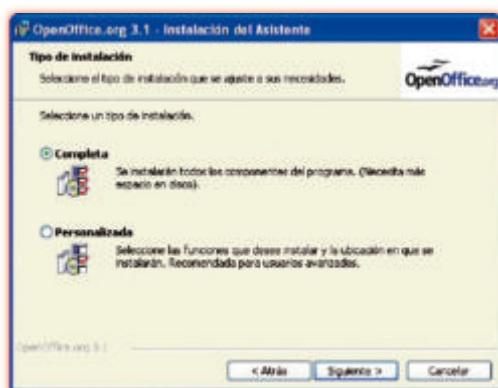 OpenOffice.org 3.1 - Instalación del Asistente
Tipo de instalación
Seleccione el tipo de instalación que se ajuste a sus necesidades.
OpenOffice.org
Seleccione un tipo de instalación.
Completa
Se instalarán todos los componentes del programa. (Necesita más
espacio en disco).
Personalizada
Seleccione las funciones que desee instalar y la ubicación en que se
instalarán. Recomendada para usuarios avanzados.
OpenOffice.org 3.1
< Atrás
Siguiente >
Cancelar